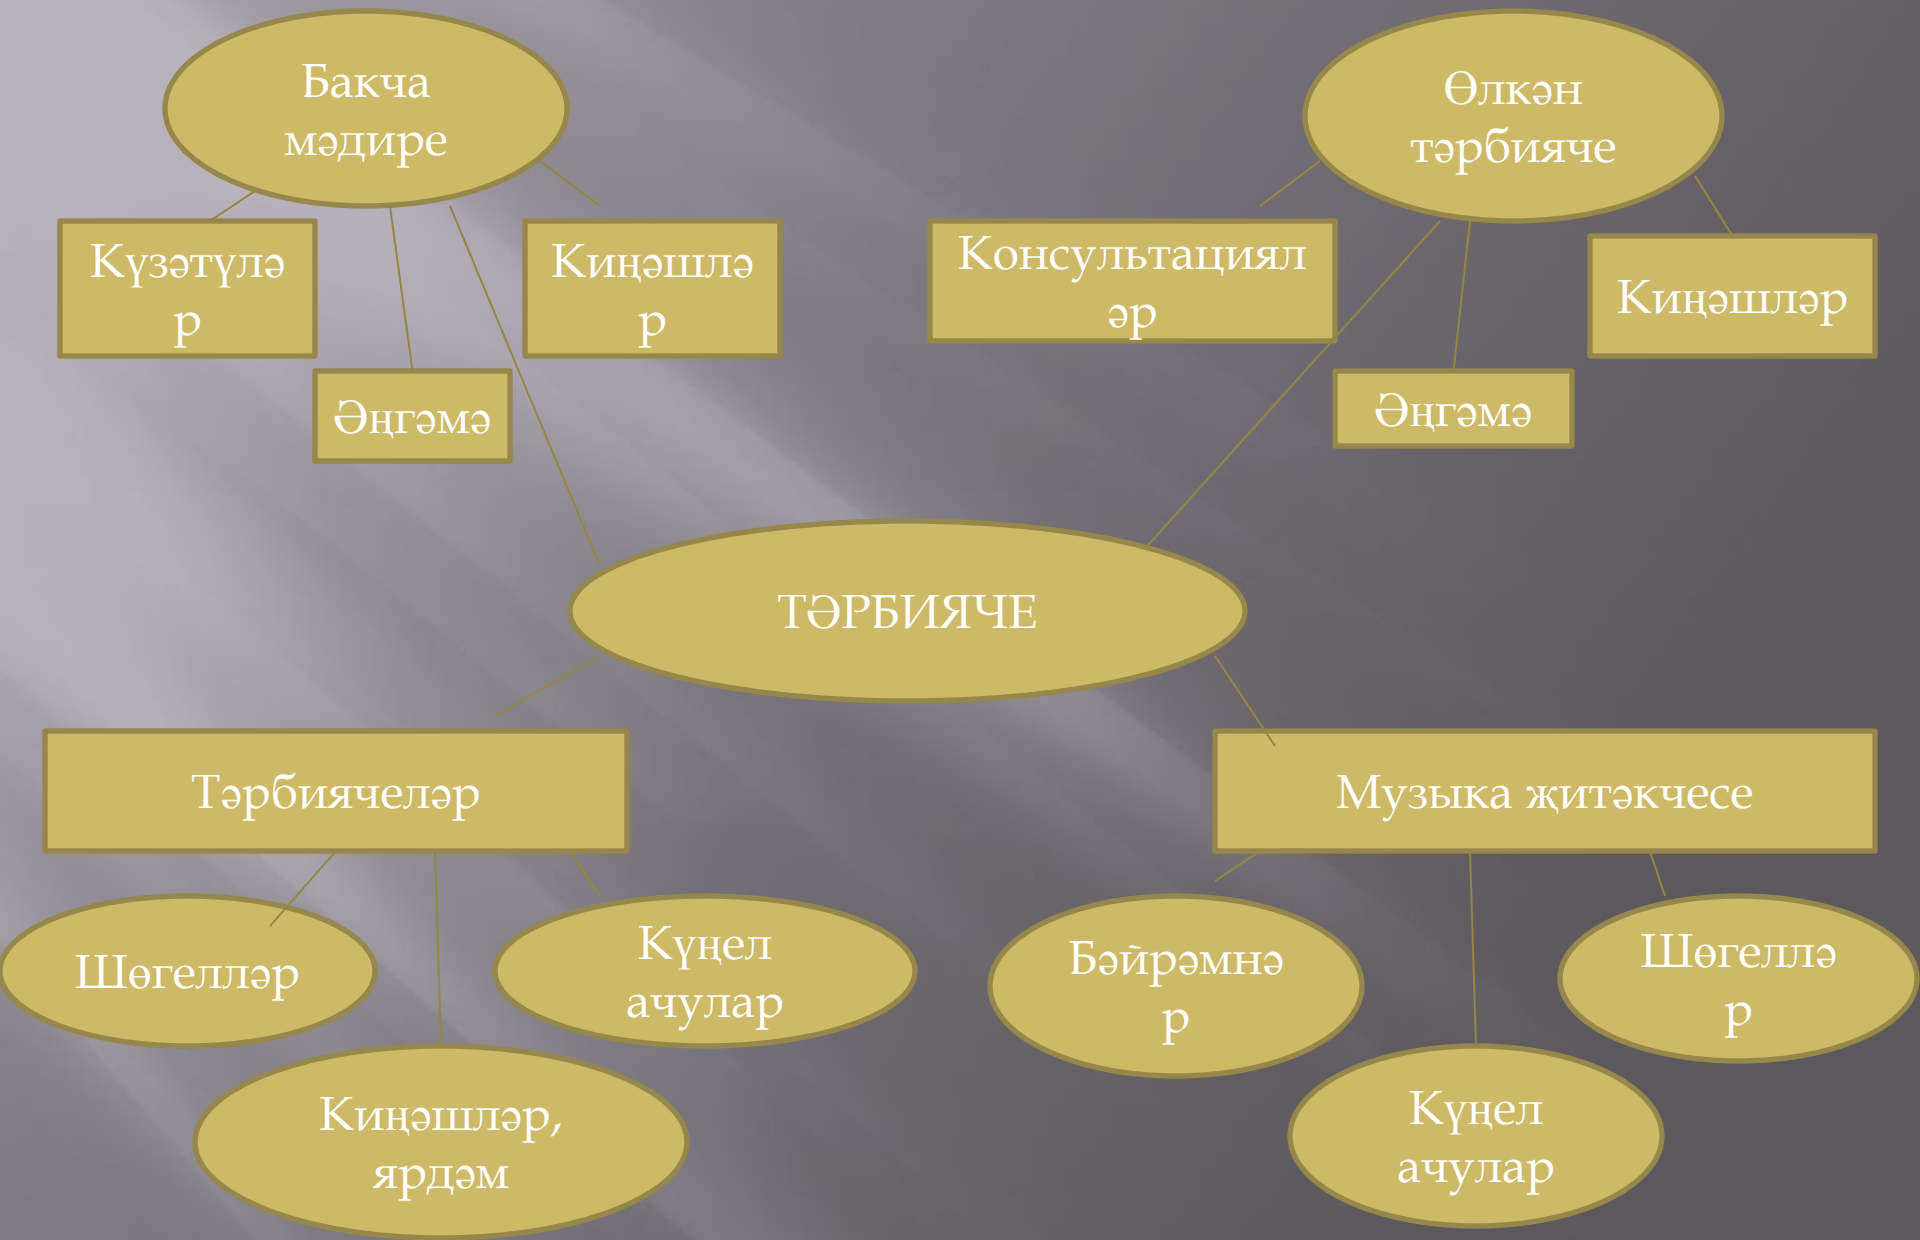 Бакча
мәдире
Өлкән
тәрбияче
Күзәтүлә
р
Киңәшлә
р
Консультациял
әр
Киңәшләр
Әңгәмә
Әңгәмә
ТӘРБИЯЧЕ
Тәрбиячеләр
Музыка җитәкчесе
Шөгелләр
Күңел
ачулар
Бәйрәмнә
р
Шөгеллә
р
Киңәшләр,
ярдәм
Күңел
ачулар